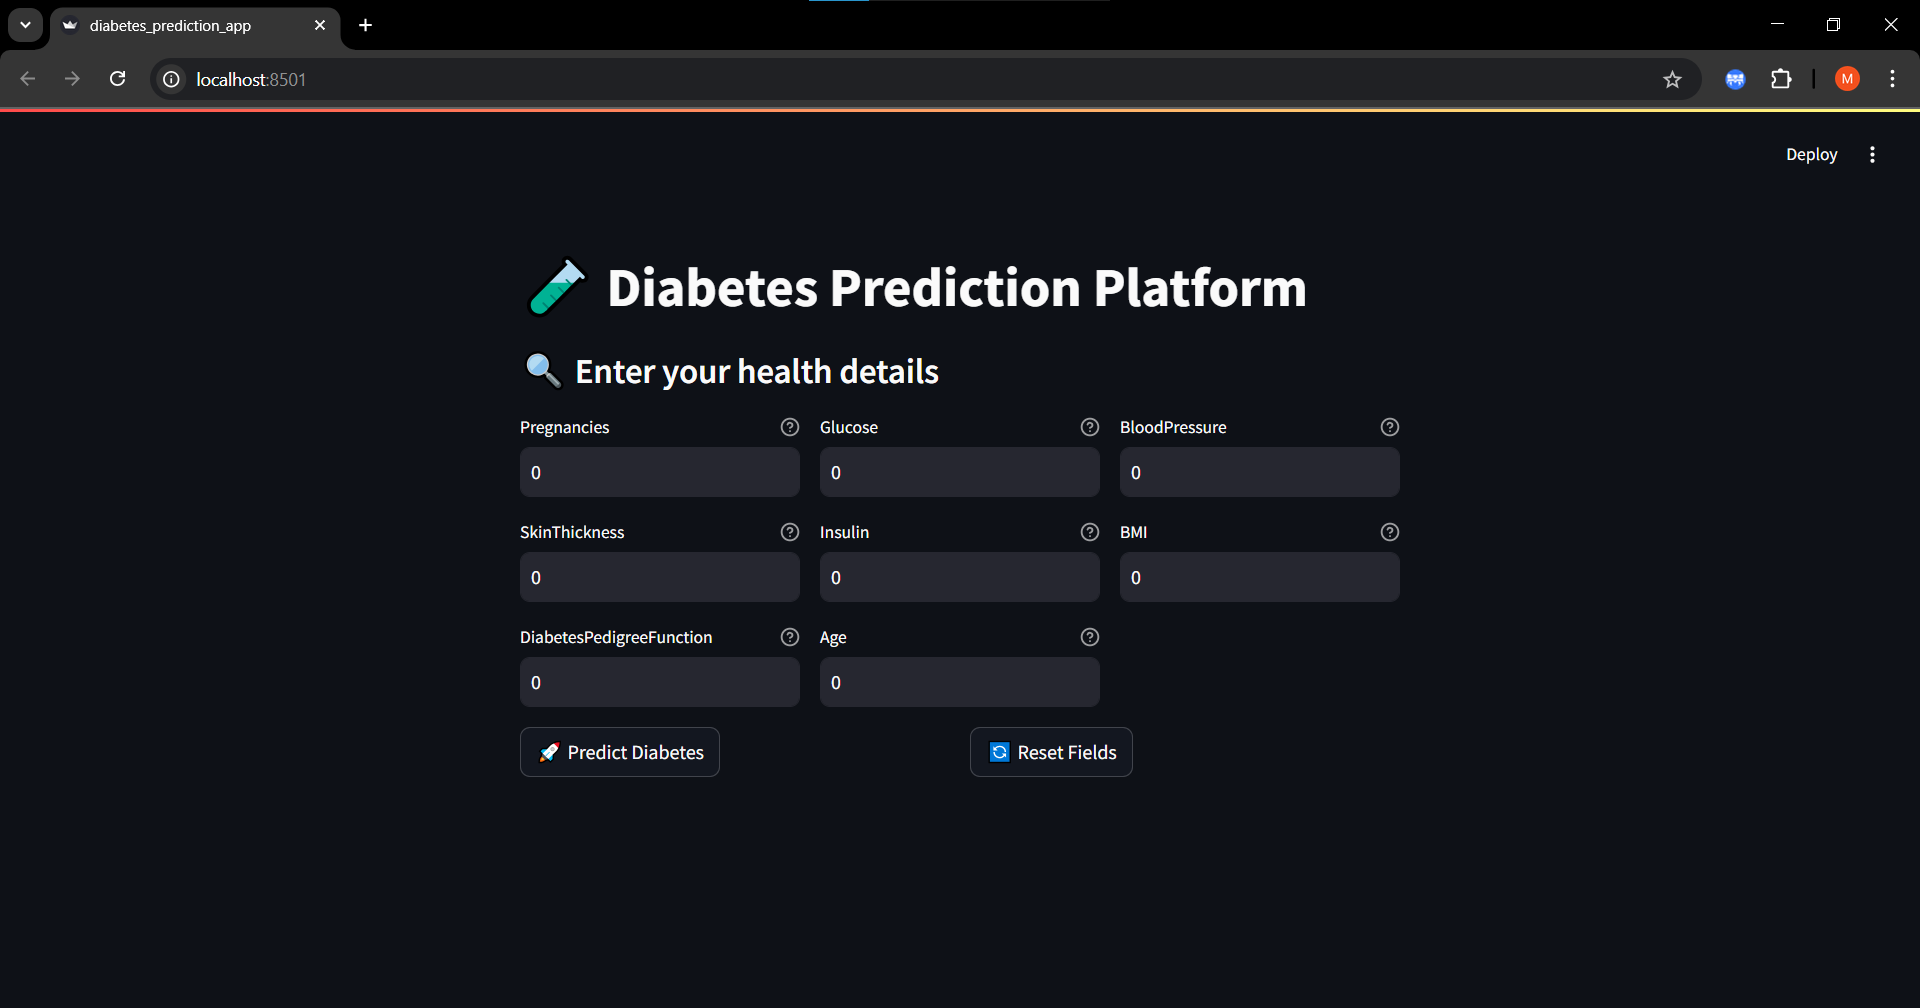 diabetes_prediction_app
localhost:8501
M
Deploy
Diabetes Prediction Platform
Enter your health details
Pregnancies Glucose BloodPressure
0 0 0
SkinThickness Insulin BMI
0 0 0
DiabetesPedigreeFunction Age
0 0
Predict Diabetes Reset Fields